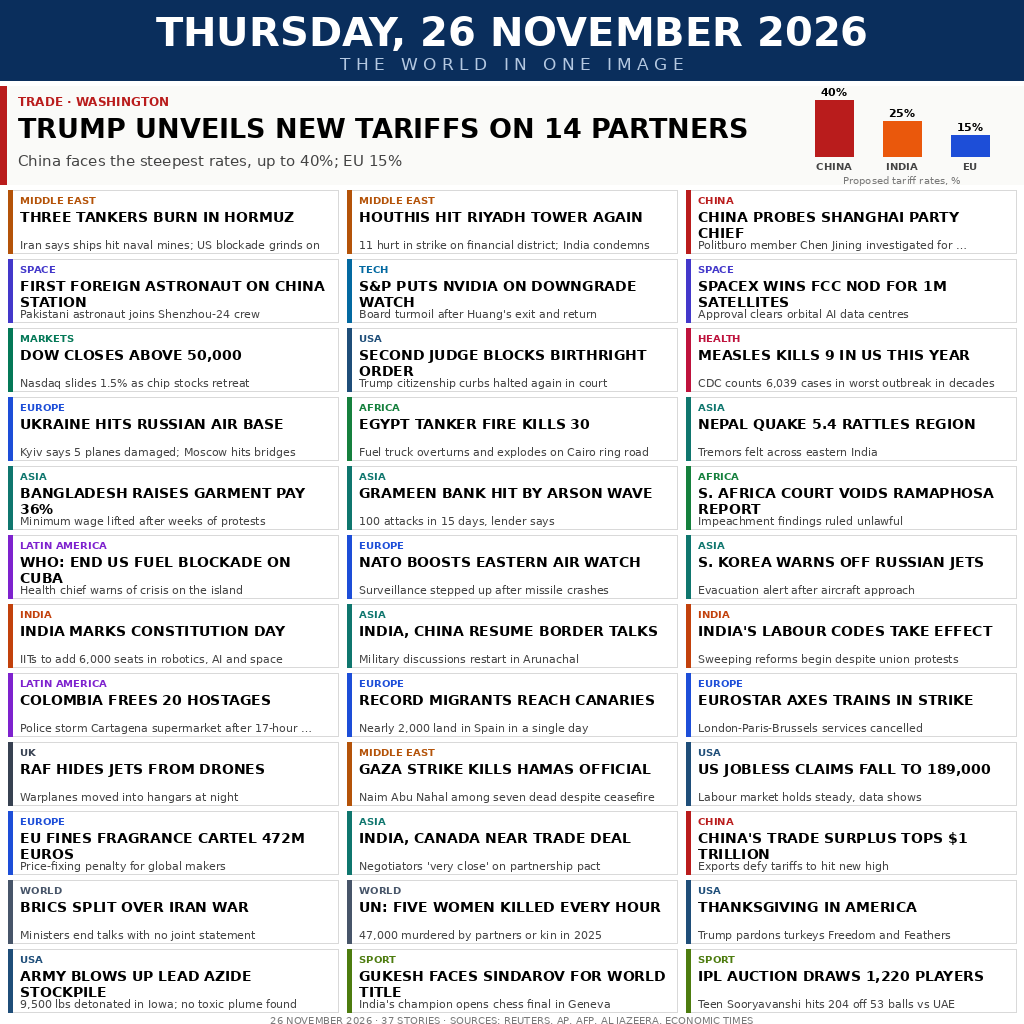 THURSDAY, 26 NOVEMBER 2026
THE WORLD IN ONE IMAGE
TRADE · WASHINGTON
TRUMP UNVEILS NEW TARIFFS ON 14 PARTNERS
China faces the steepest rates, up to 40%; EU 15%
40%
25%
15%
CHINA
INDIA
EU
Proposed tariff rates, %
MIDDLE EAST
THREE TANKERS BURN IN HORMUZ
Iran says ships hit naval mines; US blockade grinds on
MIDDLE EAST
HOUTHIS HIT RIYADH TOWER AGAIN
11 hurt in strike on financial district; India condemns
CHINA
CHINA PROBES SHANGHAI PARTY
CHIEF
Politburo member Chen Jining investigated for ...
SPACE
FIRST FOREIGN ASTRONAUT ON CHINA
STATION
Pakistani astronaut joins Shenzhou-24 crew
TECH
S&P PUTS NVIDIA ON DOWNGRADE
WATCH
Board turmoil after Huang's exit and return
SPACE
SPACEX WINS FCC NOD FOR 1M
SATELLITES
Approval clears orbital AI data centres
MARKETS
DOW CLOSES ABOVE 50,000
Nasdaq slides 1.5% as chip stocks retreat
USA
SECOND JUDGE BLOCKS BIRTHRIGHT
ORDER
Trump citizenship curbs halted again in court
HEALTH
MEASLES KILLS 9 IN US THIS YEAR
CDC counts 6,039 cases in worst outbreak in decades
EUROPE
UKRAINE HITS RUSSIAN AIR BASE
Kyiv says 5 planes damaged; Moscow hits bridges
AFRICA
EGYPT TANKER FIRE KILLS 30
Fuel truck overturns and explodes on Cairo ring road
ASIA
NEPAL QUAKE 5.4 RATTLES REGION
Tremors felt across eastern India
ASIA
BANGLADESH RAISES GARMENT PAY
36%
Minimum wage lifted after weeks of protests
ASIA
GRAMEEN BANK HIT BY ARSON WAVE
100 attacks in 15 days, lender says
AFRICA
S. AFRICA COURT VOIDS RAMAPHOSA
REPORT
Impeachment findings ruled unlawful
LATIN AMERICA
WHO: END US FUEL BLOCKADE ON
CUBA
Health chief warns of crisis on the island
EUROPE
NATO BOOSTS EASTERN AIR WATCH
Surveillance stepped up after missile crashes
ASIA
S. KOREA WARNS OFF RUSSIAN JETS
Evacuation alert after aircraft approach
INDIA
INDIA MARKS CONSTITUTION DAY
IITs to add 6,000 seats in robotics, AI and space
ASIA
INDIA, CHINA RESUME BORDER TALKS
Military discussions restart in Arunachal
INDIA
INDIA'S LABOUR CODES TAKE EFFECT
Sweeping reforms begin despite union protests
LATIN AMERICA
COLOMBIA FREES 20 HOSTAGES
Police storm Cartagena supermarket after 17-hour ...
EUROPE
RECORD MIGRANTS REACH CANARIES
Nearly 2,000 land in Spain in a single day
EUROPE
EUROSTAR AXES TRAINS IN STRIKE
London-Paris-Brussels services cancelled
UK
RAF HIDES JETS FROM DRONES
Warplanes moved into hangars at night
MIDDLE EAST
GAZA STRIKE KILLS HAMAS OFFICIAL
Naim Abu Nahal among seven dead despite ceasefire
USA
US JOBLESS CLAIMS FALL TO 189,000
Labour market holds steady, data shows
EUROPE
EU FINES FRAGRANCE CARTEL 472M
EUROS
Price-fixing penalty for global makers
ASIA
INDIA, CANADA NEAR TRADE DEAL
Negotiators 'very close' on partnership pact
CHINA
CHINA'S TRADE SURPLUS TOPS $1
TRILLION
Exports defy tariffs to hit new high
WORLD
BRICS SPLIT OVER IRAN WAR
Ministers end talks with no joint statement
WORLD
UN: FIVE WOMEN KILLED EVERY HOUR
47,000 murdered by partners or kin in 2025
USA
THANKSGIVING IN AMERICA
Trump pardons turkeys Freedom and Feathers
USA
ARMY BLOWS UP LEAD AZIDE
STOCKPILE
9,500 lbs detonated in Iowa; no toxic plume found
SPORT
GUKESH FACES SINDAROV FOR WORLD
TITLE
India's champion opens chess final in Geneva
SPORT
IPL AUCTION DRAWS 1,220 PLAYERS
Teen Sooryavanshi hits 204 off 53 balls vs UAE
26 NOVEMBER 2026 · 37 STORIES · SOURCES: REUTERS, AP, AFP, AL JAZEERA, ECONOMIC TIMES